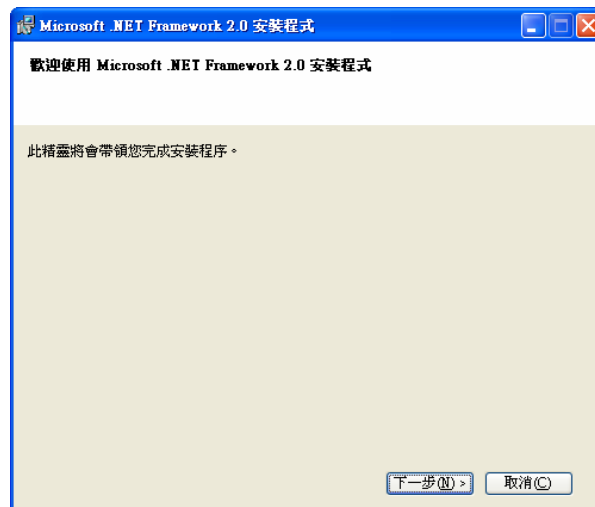 Microsoft .NET Framework 2.0 安裝程式
歡迎使用 Microsoft .NET Framework 2.0 安裝程式
此精靈將會帶領您完成安裝程序。
下一步(N) > 取消(C)